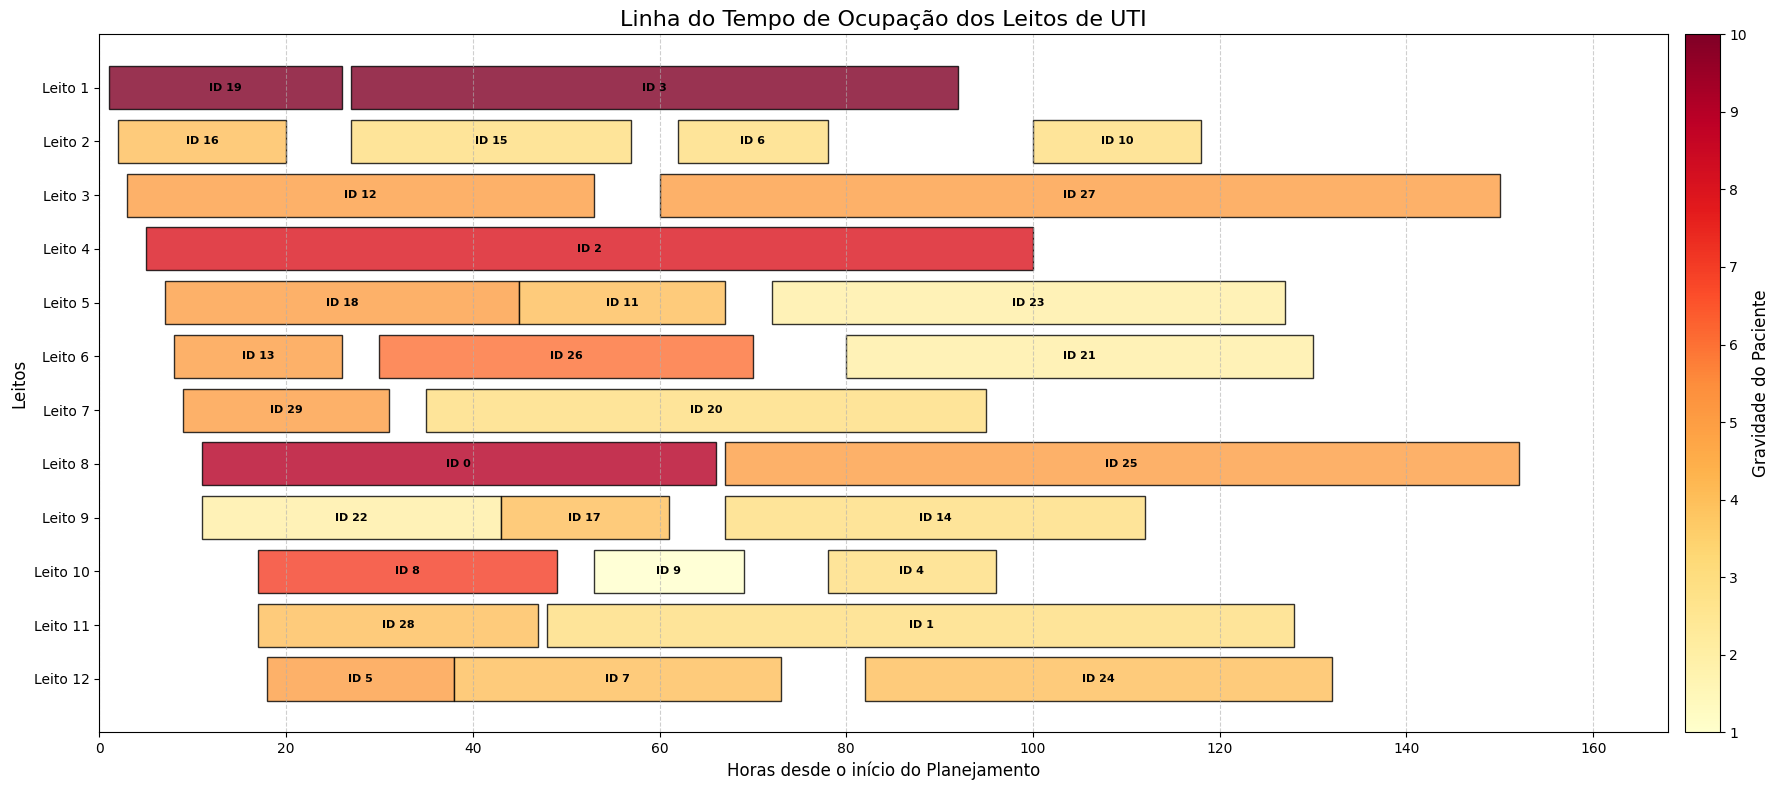 Linha do Tempo de Ocupação dos Leitos de UTI
Leitos
Leito 1
ID 19
ID 3
Leito 2
ID 16
ID 15
ID 6
ID 10
Leito 3
ID 12
ID 27
Leito 4
ID 2
Leito 5
ID 18
ID 11
ID 23
Leito 6
ID 13
ID 26
ID 21
Leito 7
ID 29
ID 20
Leito 8
ID 0
ID 25
Leito 9
ID 22
ID 17
ID 14
Leito 10
ID 8
ID 9
ID 4
Leito 11
ID 28
ID 1
Leito 12
ID 5
ID 7
ID 24
0
20
40
60
80
100
120
140
160
Horas desde o início do Planejamento
10
9
8
7
6
5
4
3
2
1
Gravidade do Paciente